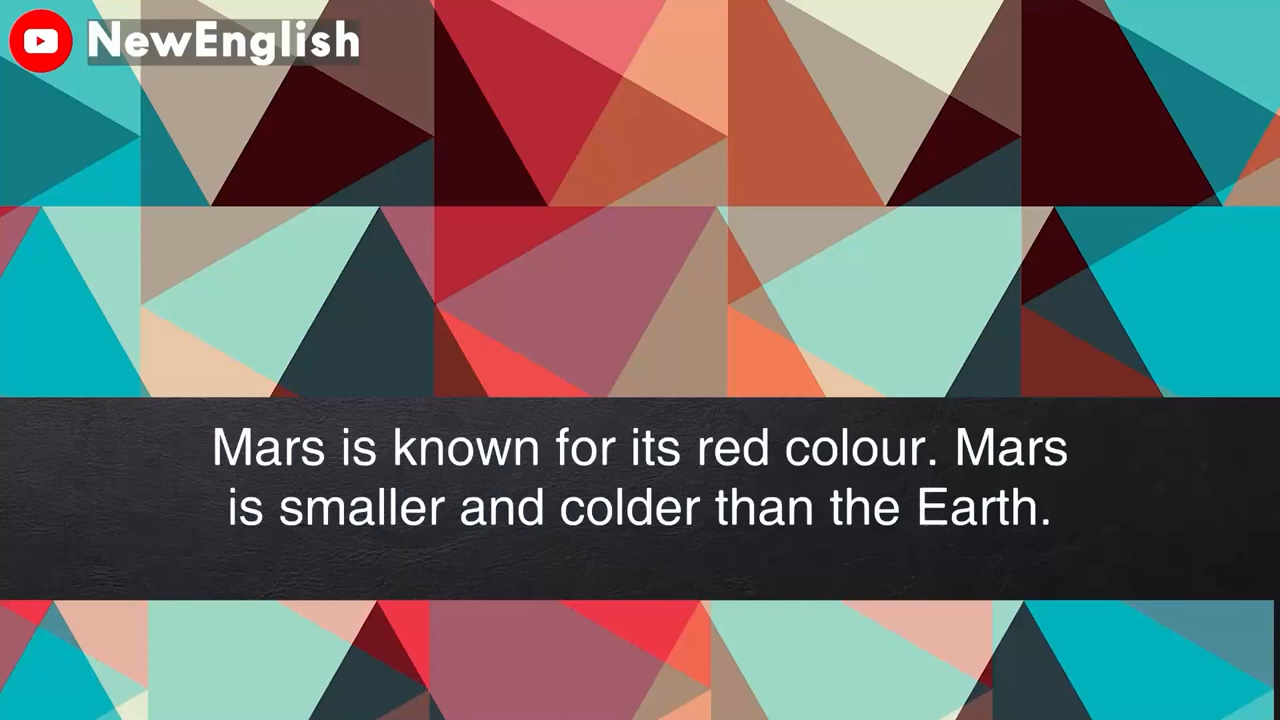 NewEnglish
Mars is known for its red colour. Mars
is smaller and colder than the Earth.